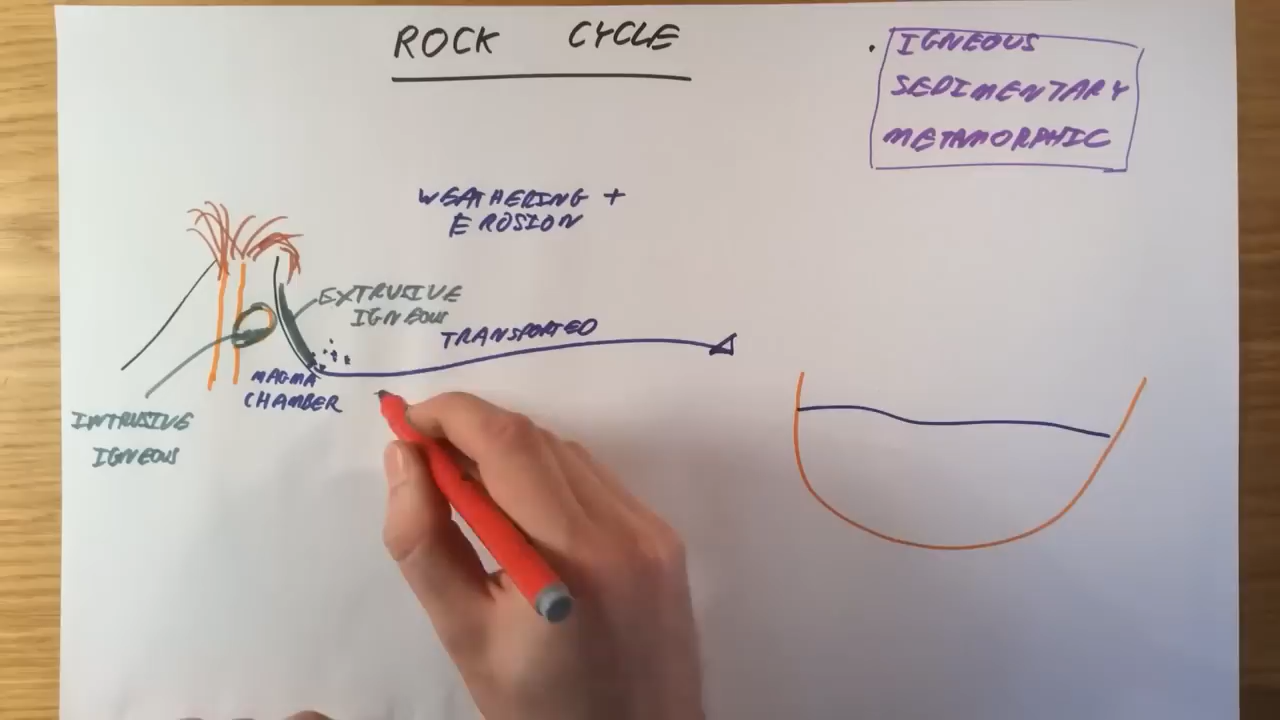 ROCK CYCLE
IGNEOUS
SEDIMENTARY
METAMORPHIC
WEATHERING +
EROSION
EXTRUSIVE
IGNEOUS
TRANSPORTED
MAGMA
CHAMBER
INTRUSIVE
IGNEOUS